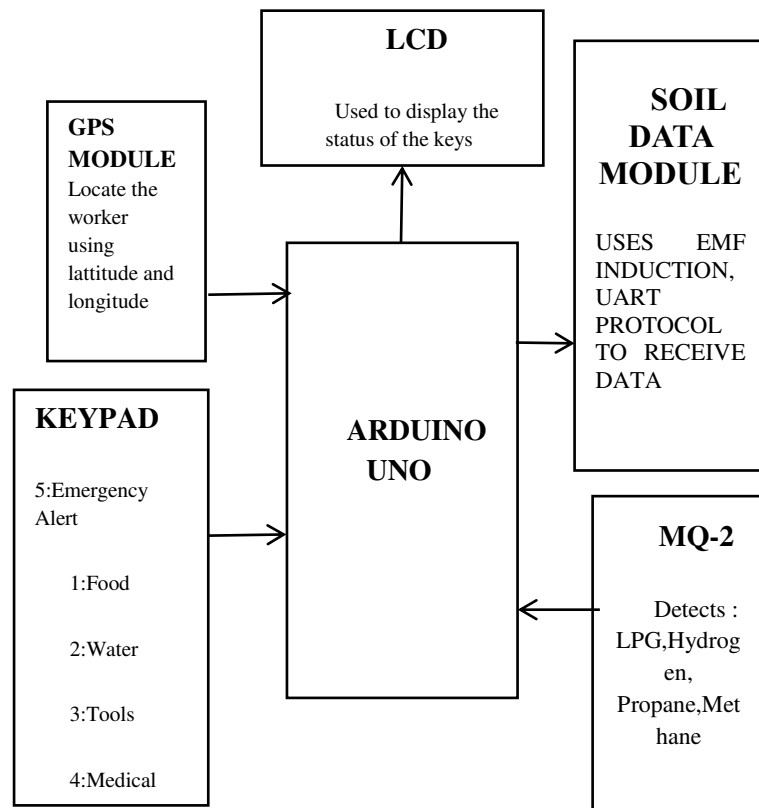 LCD
Used to display the
status of the keys
SOIL
DATA
MODULE
USES EMF
INDUCTION,
UART
PROTOCOL
TO RECEIVE
DATA
GPS
MODULE
Locate the
worker
using
lattitude and
longitude
KEYPAD
5:Emergency
Alert
1:Food
2:Water
3:Tools
4:Medical
ARDUINO
UNO
MQ-2
Detects :
LPG,Hydrog
en,
Propane,Met
hane